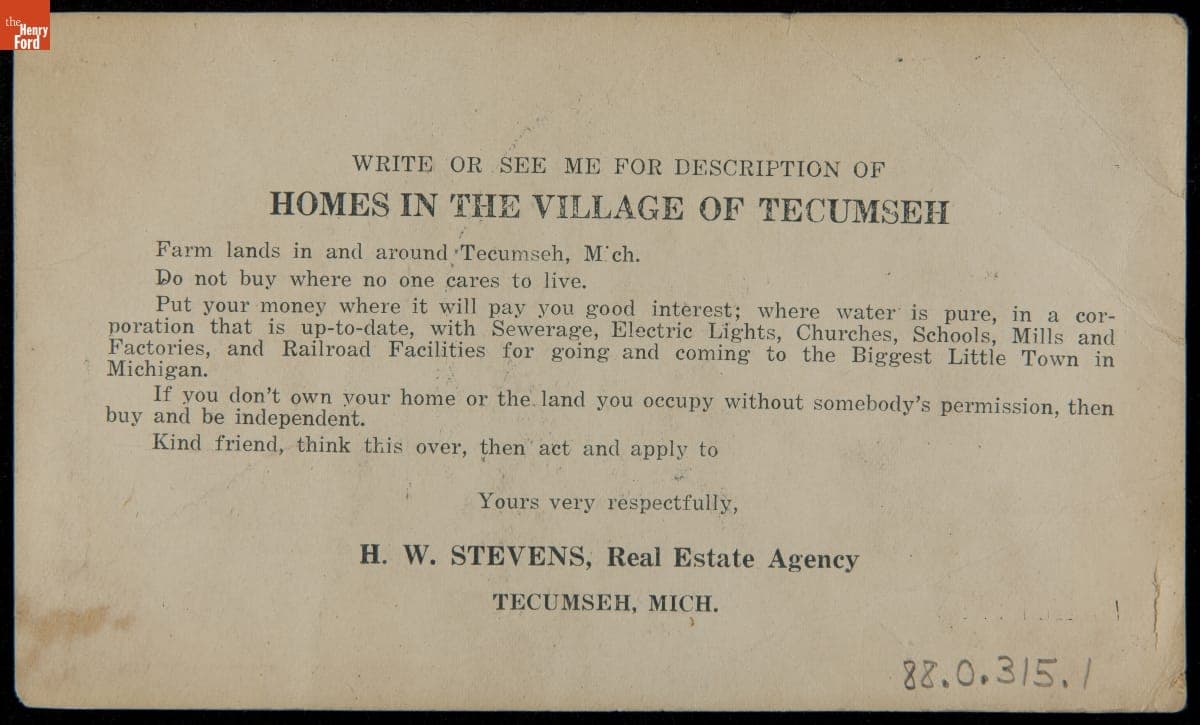 the
Henry
Ford
WRITE OR SEE ME FOR DESCRIPTION OF
HOMES IN THE VILLAGE OF TECUMSEH
Farm lands in and around Tecumseh, Mich.
Do not buy where no one cares to live.
Put your money where it will pay you good interest; where water is pure, in a cor-
poration that is up-to-date, with Sewerage, Electric Lights, Churches, Schools, Mills and
Factories, and Railroad Facilities for going and coming to the Biggest Little Town in
Michigan.
If you don't own your home or the land you occupy without somebody's permission, then
buy and be independent.
Kind friend, think this over, then act and apply to
Yours very respectfully,
H. W. STEVENS, Real Estate Agency
TECUMSEH, MICH.
88.0.315.1